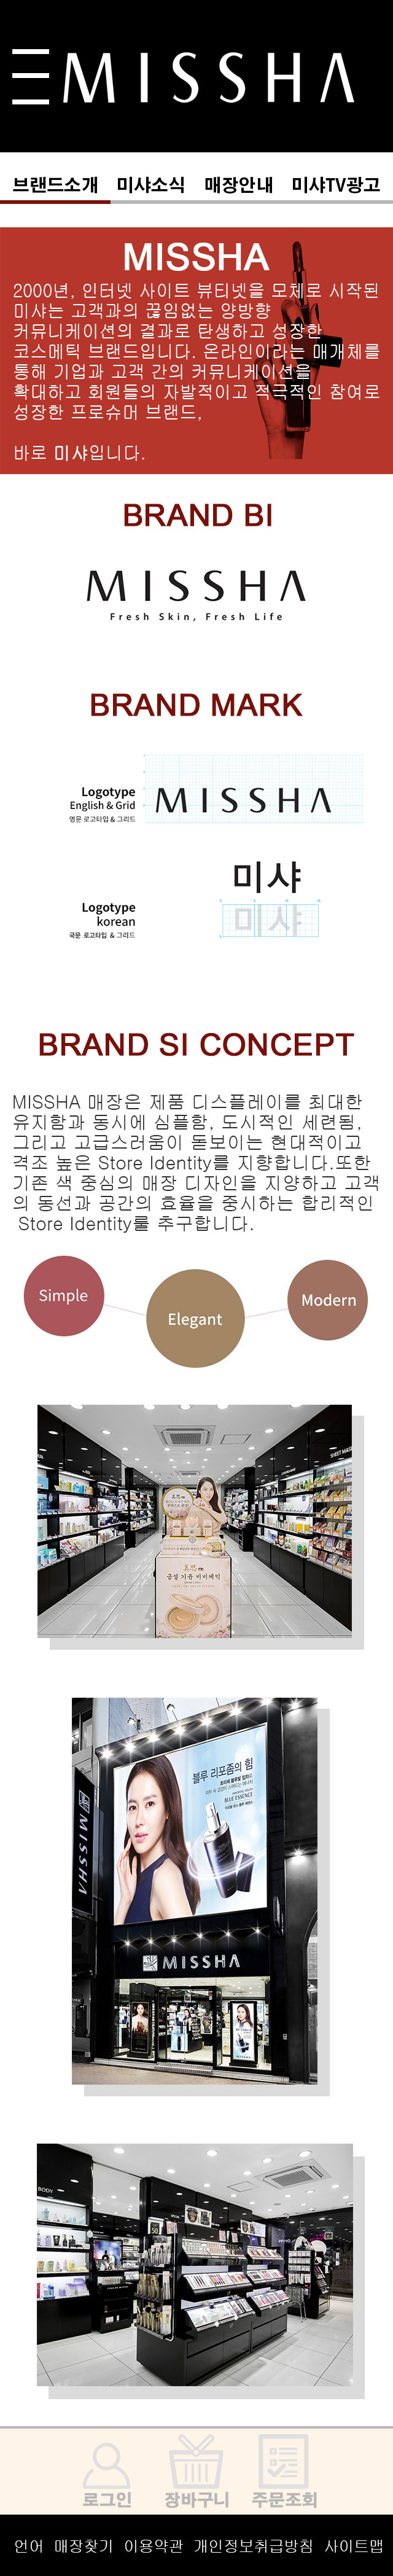 MISSHA
브랜드소개 미샤소식 매장안내 미샤TV광고
MISSHA
2000년, 인터넷 사이트 뷰티넷을 모체로 시작된
미샤는 고객과의 끊임없는 양방향
커뮤니케이션의 결과로 탄생하고 성장한
코스메틱 브랜드입니다. 온라인이라는 매개체를
통해 기업과 고객 간의 커뮤니케이션을
확대하고 회원들의 자발적이고 적극적인 참여로
성장한 프로슈머 브랜드,
바로 미샤입니다.
BRAND BI
MISSHA
Fresh Skin, Fresh Life
BRAND MARK
Logotype
English & Grid
영문 로고타입 & 그리드
MISSHA
미샤
Logotype
korean
국문 로고타입 & 그리드
미샤
BRAND SI CONCEPT
MISSHA 매장은 제품 디스플레이를 최대한
유지함과 동시에 심플함, 도시적인 세련됨,
그리고 고급스러움이 돋보이는 현대적이고
격조 높은 Store Identity를 지향합니다.또한
기존 색 중심의 매장 디자인을 지양하고 고객
의 동선과 공간의 효율을 중시하는 합리적인
Store Identity를 추구합니다.
Simple
Elegant
Modern
SHEET MASK
금설 기윤 비비케익
블루 리포좀의 힘
BLUE ESSENCE
MISSHA
MISSHA
BODY
로그인 장바구니 주문조회
언어 매장찾기 이용약관 개인정보취급방침 사이트맵